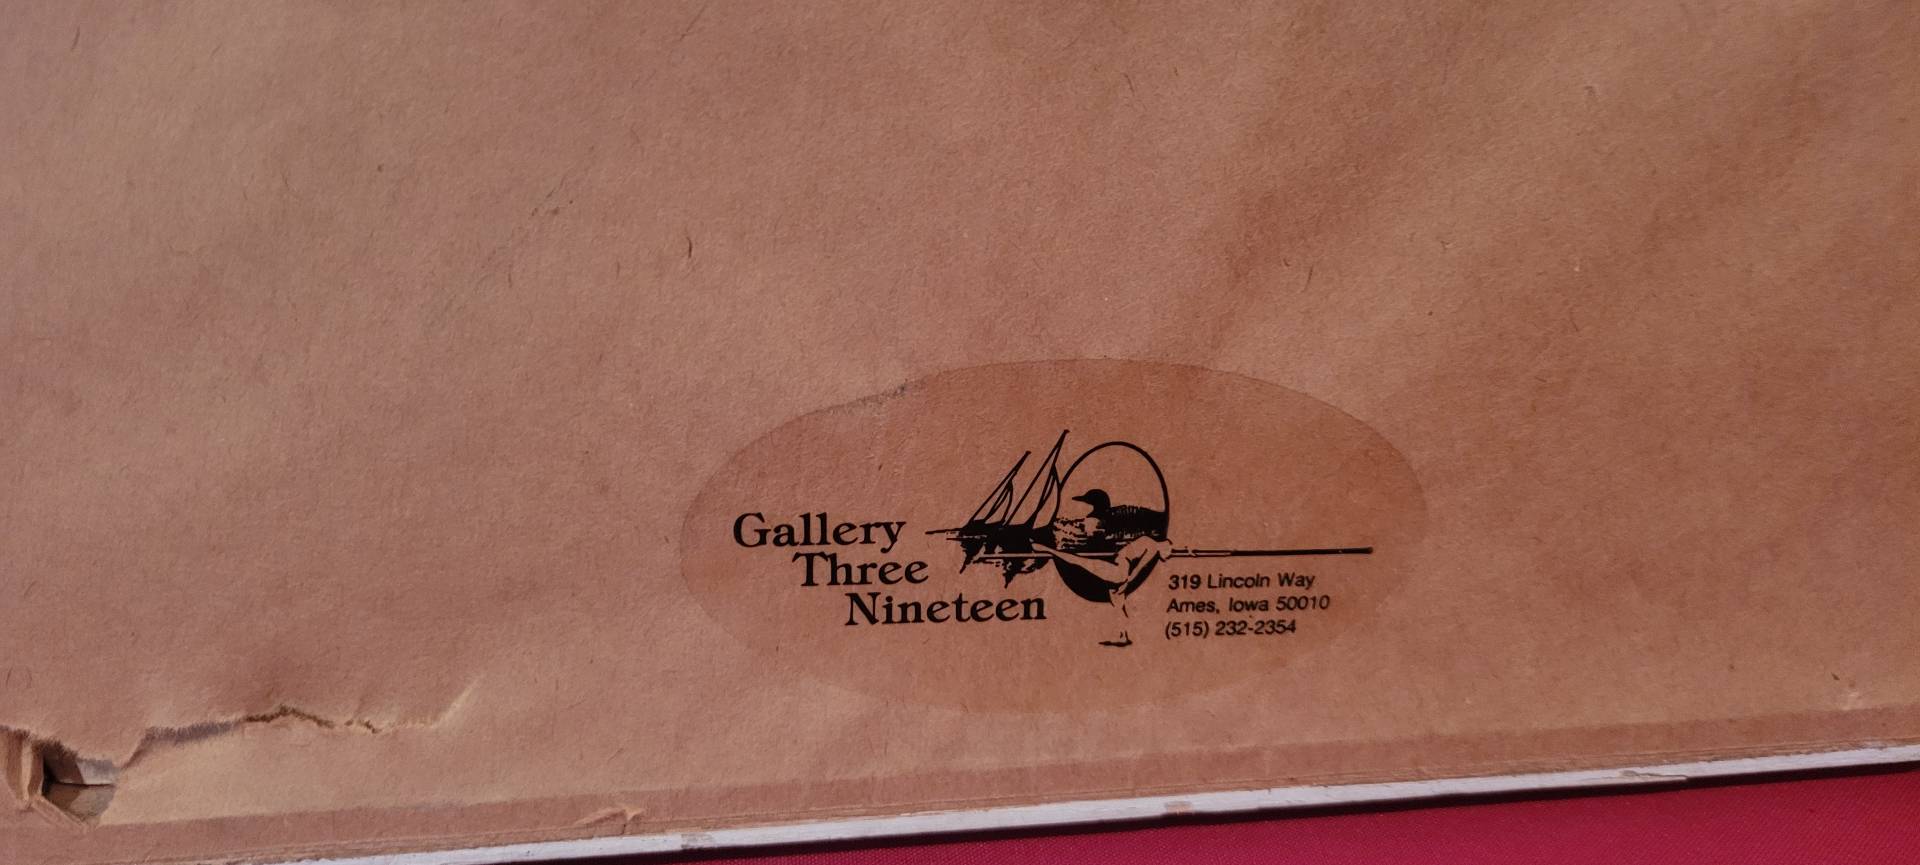 Gallery
Three
Nineteen
319 Lincoln Way
Ames, Iowa 50010
(515) 232-2354